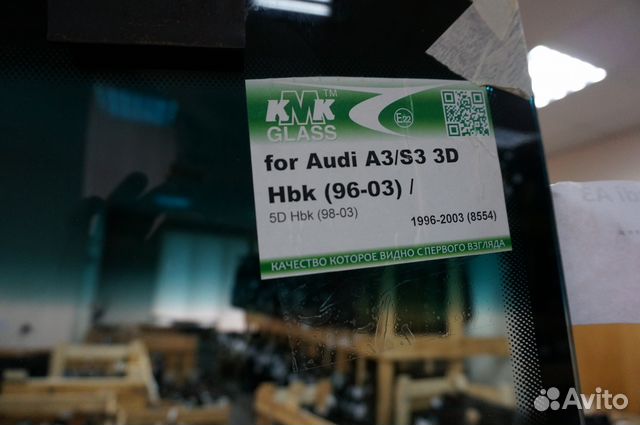 KMK TM
GLASS
E22
for Audi A3/S3 3D
Hbk (96-03) /
5D Hbk (98-03)
1996-2003 (8554)
КАЧЕСТВО КОТОРОЕ ВИДНО С ПЕРВОГО ВЗГЛЯДА
Avito